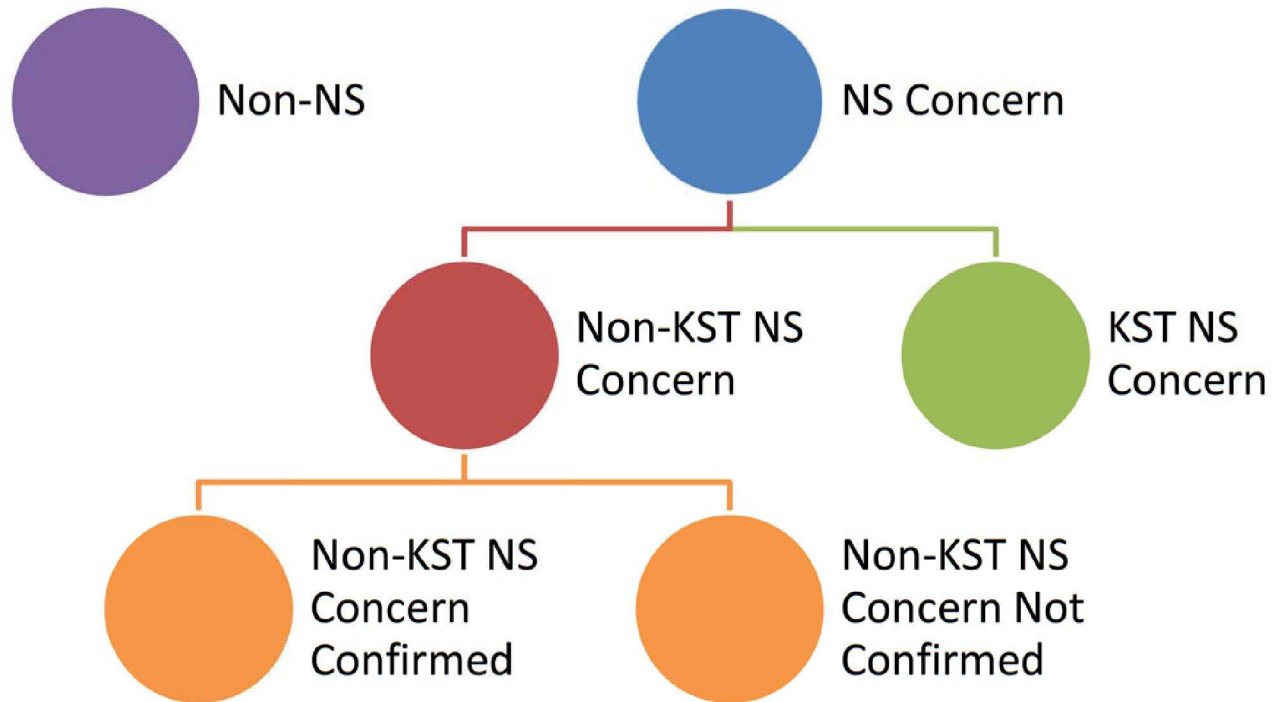 Non-NS
NS Concern
Non-KST NS
Concern
KST NS
Concern
Non-KST NS
Concern
Confirmed
Non-KST NS
Concern Not
Confirmed